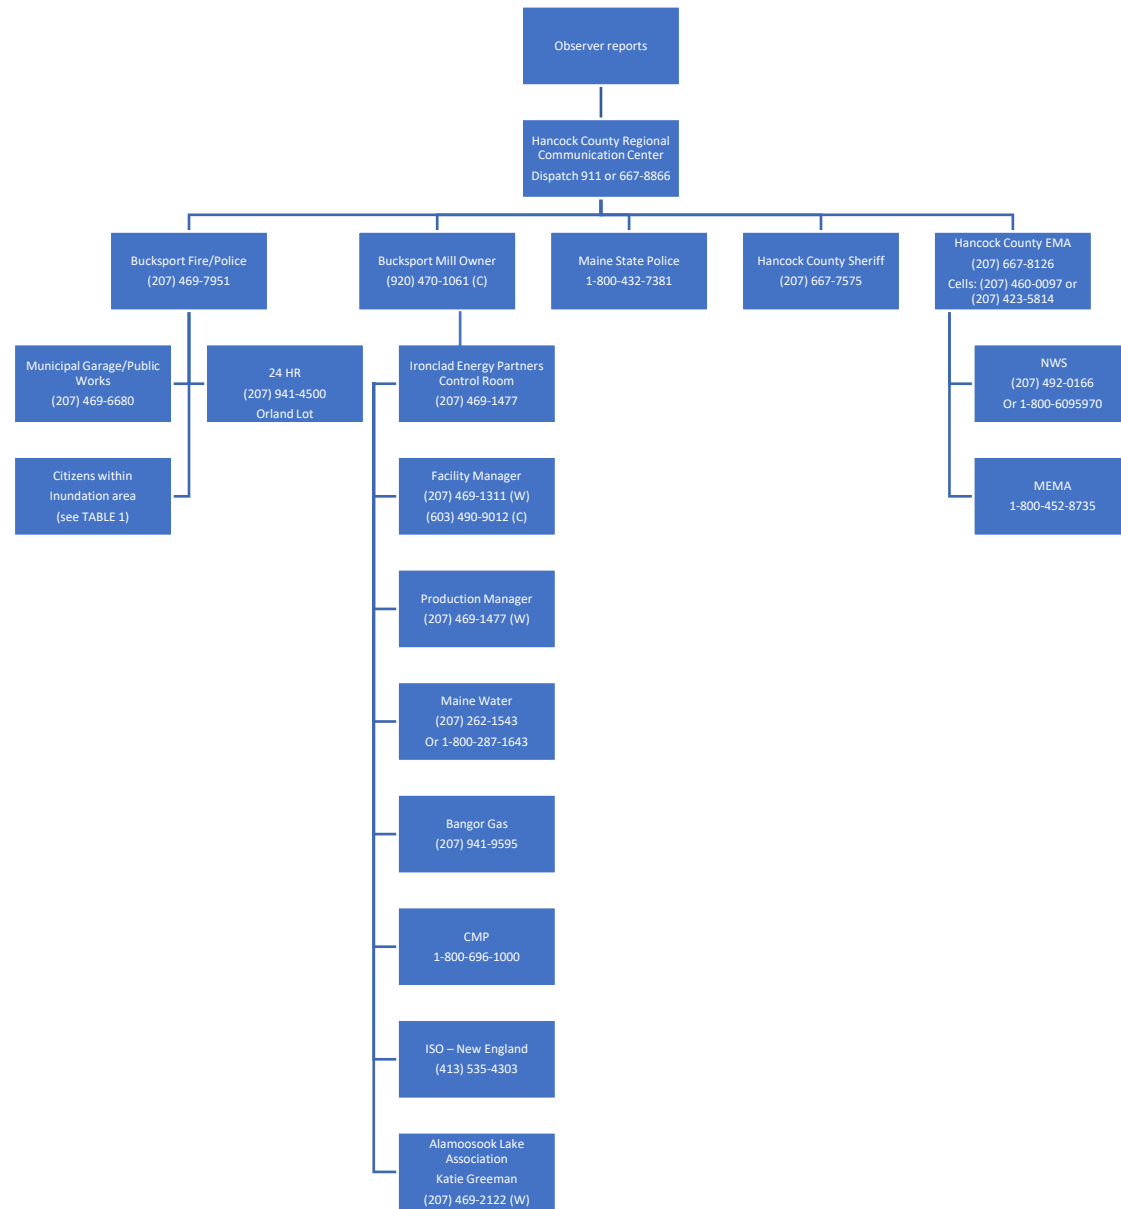 Observer reports
Hancock County Regional
Communication Center
Dispatch 911 or 667-8866
Bucksport Fire/Police
(207) 469-7951
Bucksport Mill Owner
(920) 470-1061 (C)
Maine State Police
1-800-432-7381
Hancock County Sheriff
(207) 667-7575
Hancock County EMA
(207) 667-8126
Cells: (207) 460-0097 or
(207) 423-5814
Municipal Garage/Public
Works
(207) 469-6680
24 HR
(207) 941-4500
Orland Lot
Ironclad Energy Partners
Control Room
(207) 469-1477
NWS
(207) 492-0166
Or 1-800-6095970
Citizens within
Inundation area
(see TABLE 1)
Facility Manager
(207) 469-1311 (W)
(603) 490-9012 (C)
MEMA
1-800-452-8735
Production Manager
(207) 469-1477 (W)
Maine Water
(207) 262-1543
Or 1-800-287-1643
Bangor Gas
(207) 941-9595
CMP
1-800-696-1000
ISO – New England
(413) 535-4303
Alamoosook Lake
Association
Katie Greeman
(207) 469-2122 (W)